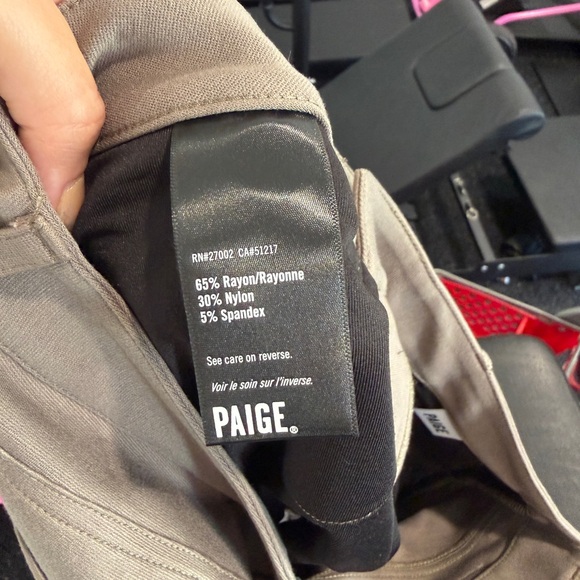 RN#27002 CA#51217
65% Rayon/Rayonne
30% Nylon
5% Spandex
See care on reverse.
Voir le soin sur l'inverse.
PAIGE®
PAIGE